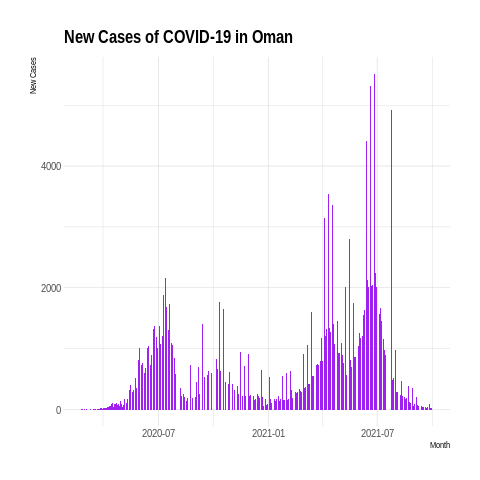 New Cases of COVID-19 in Oman
New Cases
4000
2000
0
2020-07
2021-01
2021-07
Month